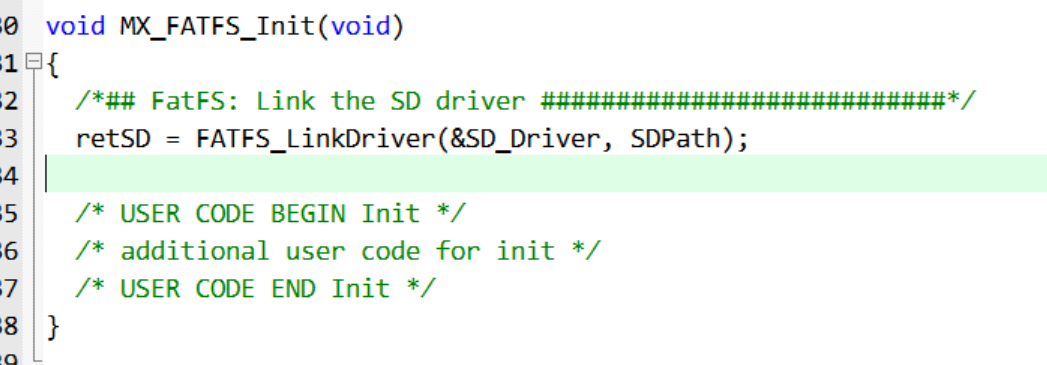 30 void MX_FATFS_Init(void)
31 {
32 /*## FatFS: Link the SD driver ###########################*/
33 retSD = FATFS_LinkDriver(&SD_Driver, SDPath);
34
35 /* USER CODE BEGIN Init */
36 /* additional user code for init */
37 /* USER CODE END Init */
38 }
39